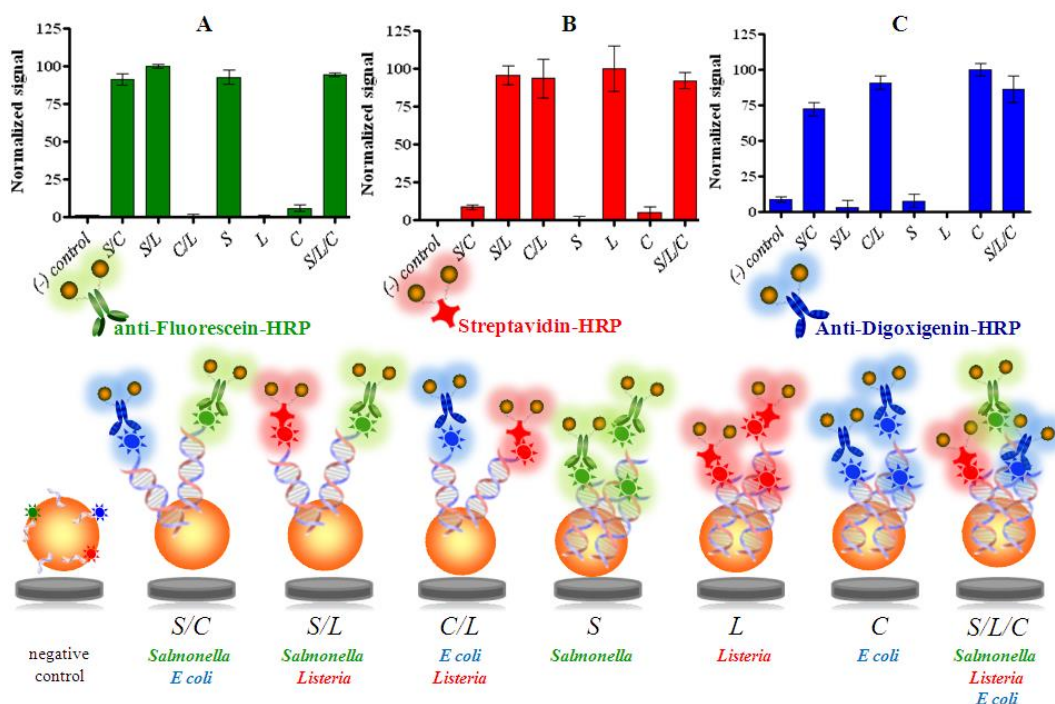 A
B
C
Normalized signal
125
100
75
50
25
0
(-) control
S/C
S/L
C/L
S
L
C
S/L/C
Normalized signal
125
100
75
50
25
0
(-) control
S/C
S/L
C/L
S
L
C
S/L/C
Normalized signal
125
100
75
50
25
0
(-) control
S/C
S/L
C/L
S
L
C
S/L/C
anti-Fluorescein-HRP
Streptavidin-HRP
Anti-Digoxigenin-HRP
negative
control
S/C
Salmonella
E coli
S/L
Salmonella
Listeria
C/L
E coli
Listeria
S
Salmonella
L
Listeria
C
E coli
S/L/C
Salmonella
Listeria
E coli